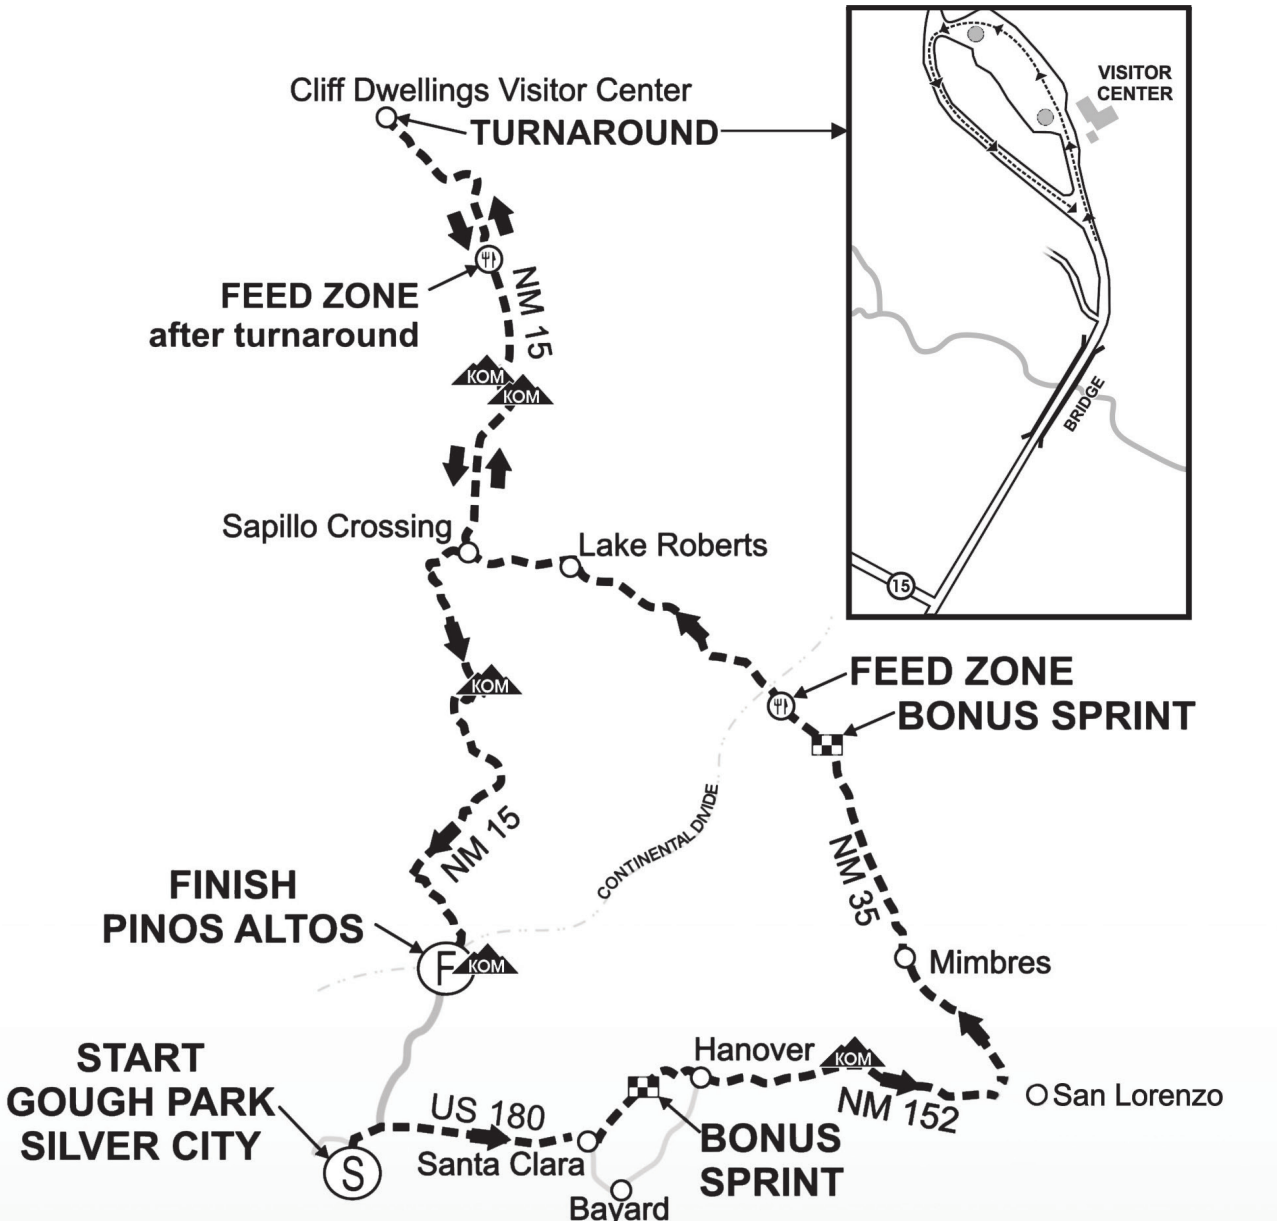 Cliff Dwellings Visitor Center
TURNAROUND
VISITOR
CENTER
FEED ZONE
after turnaround
NM 15
KOM
KOM
BRIDGE
15
Sapillo Crossing
Lake Roberts
KOM
FEED ZONE
BONUS SPRINT
CONTINENTAL DIVIDE
NM 15
NM 35
FINISH
PINOS ALTOS
F
KOM
Mimbres
START
GOUGH PARK
SILVER CITY
S
US 180
Santa Clara
Hanover
KOM
NM 152
San Lorenzo
BONUS
SPRINT
Bayard